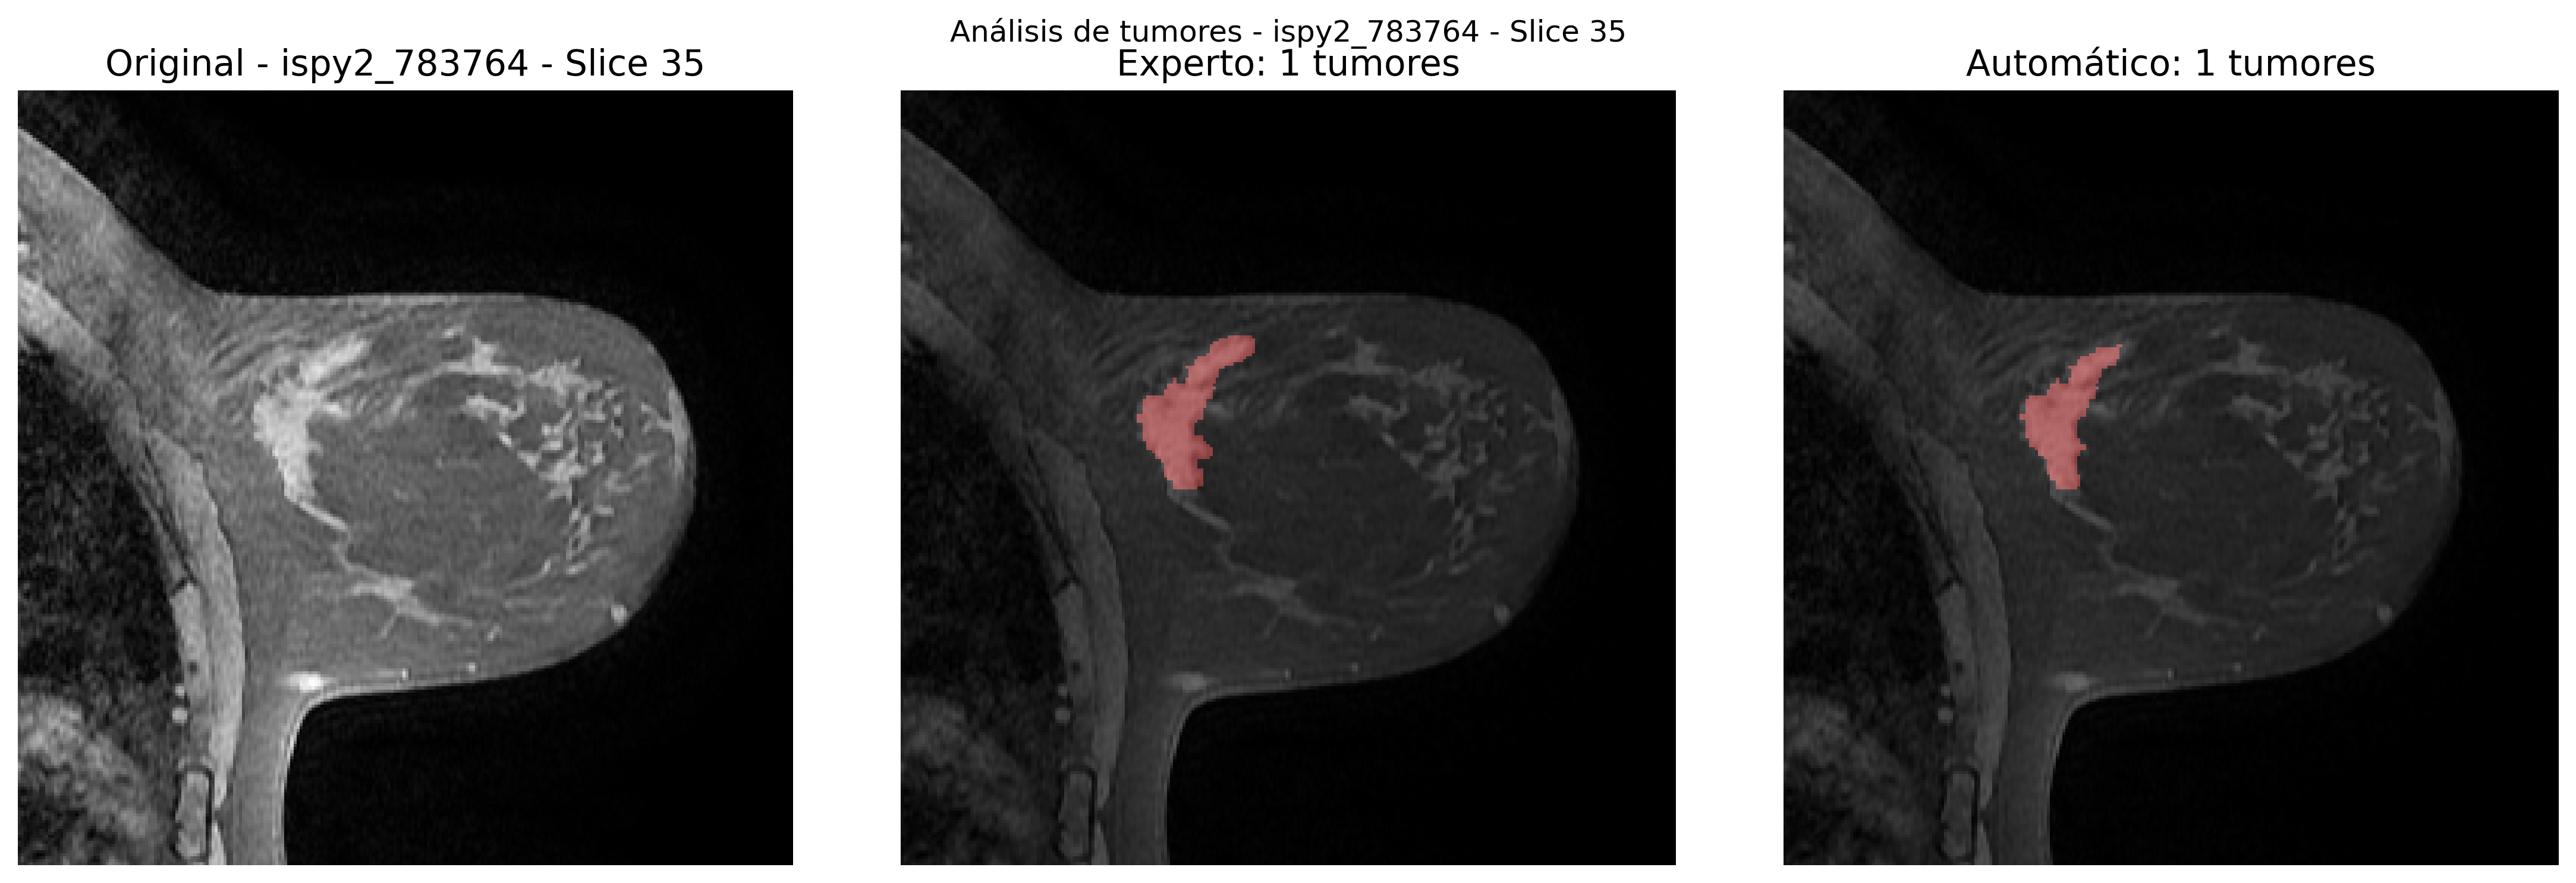 Análisis de tumores - ispy2_783764 - Slice 35
Original - ispy2_783764 - Slice 35
Experto: 1 tumores
Automático: 1 tumores